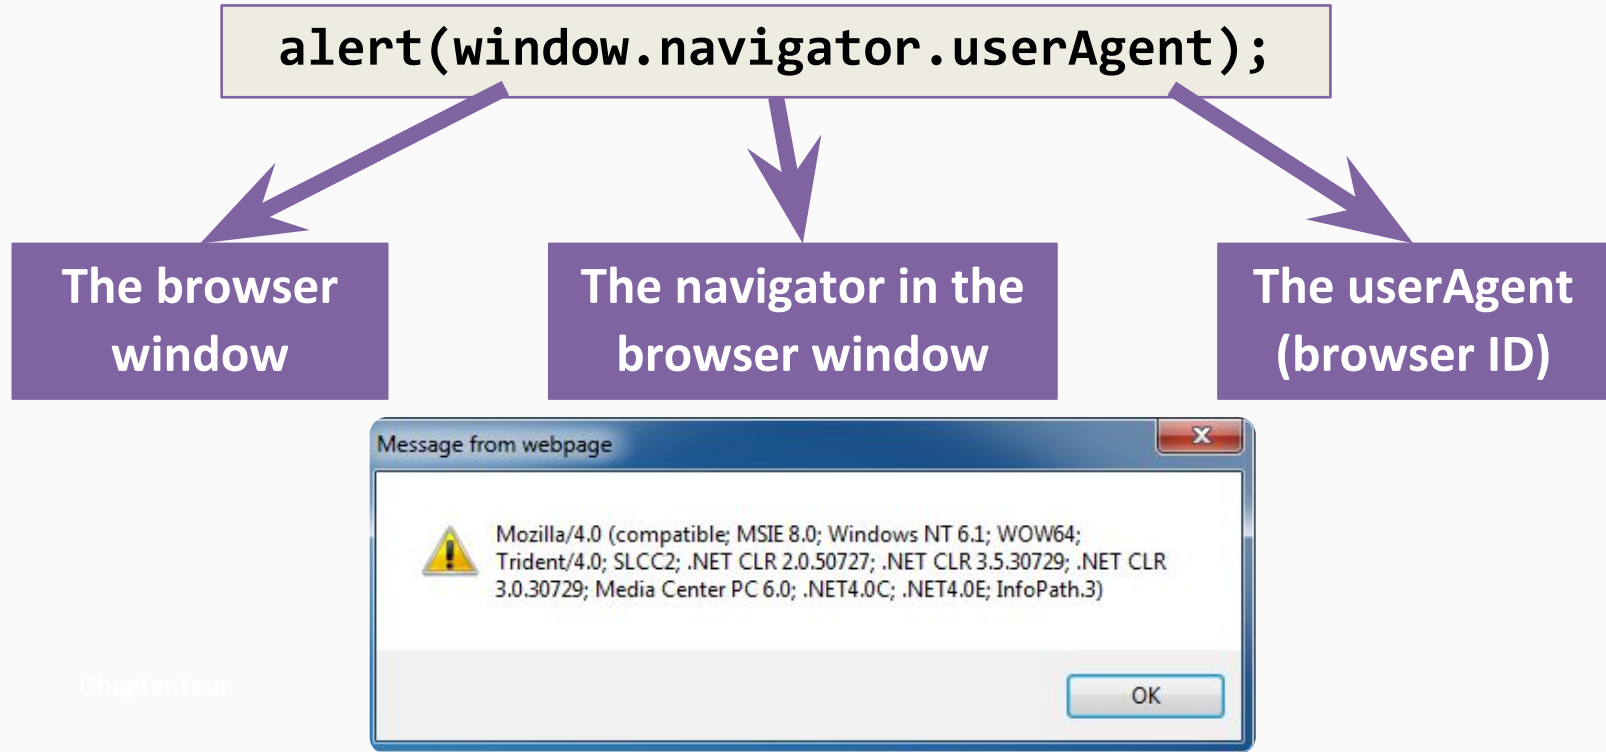 alert(window.navigator.userAgent);
The browser
window
The navigator in the
browser window
The userAgent
(browser ID)
Message from webpage
Mozilla/4.0 (compatible; MSIE 8.0; Windows NT 6.1; WOW64;
Trident/4.0; SLCC2; .NET CLR 2.0.50727; .NET CLR 3.5.30729; .NET CLR
3.0.30729; Media Center PC 6.0; .NET4.0C; .NET4.0E; InfoPath.3)
Chapter four
OK